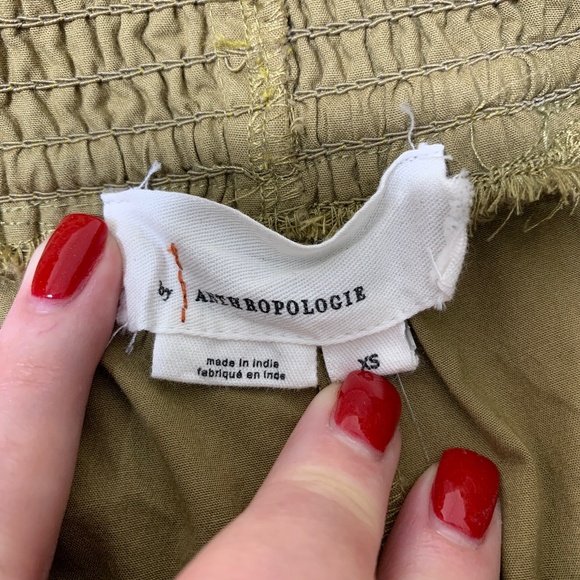 by ANTHROPOLOGIE
made in India
fabriqué en Inde
XS